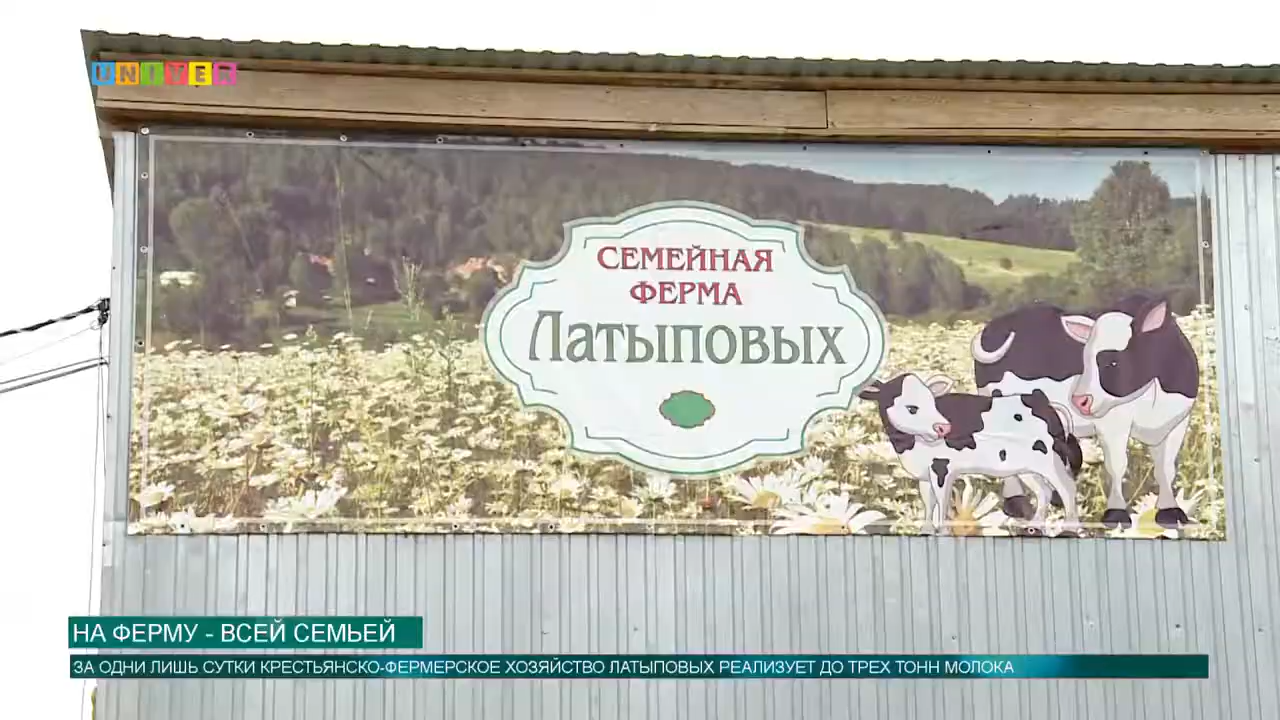 UNITER
СЕМЕЙНАЯ
ФЕРМА
Латыповых
НА ФЕРМУ - ВСЕЙ СЕМЬЕЙ
ЗА ОДНИ ЛИШЬ СУТКИ КРЕСТЬЯНСКО-ФЕРМЕРСКОЕ ХОЗЯЙСТВО ЛАТЫПОВЫХ РЕАЛИЗУЕТ ДО ТРЕХ ТОНН МОЛОКА